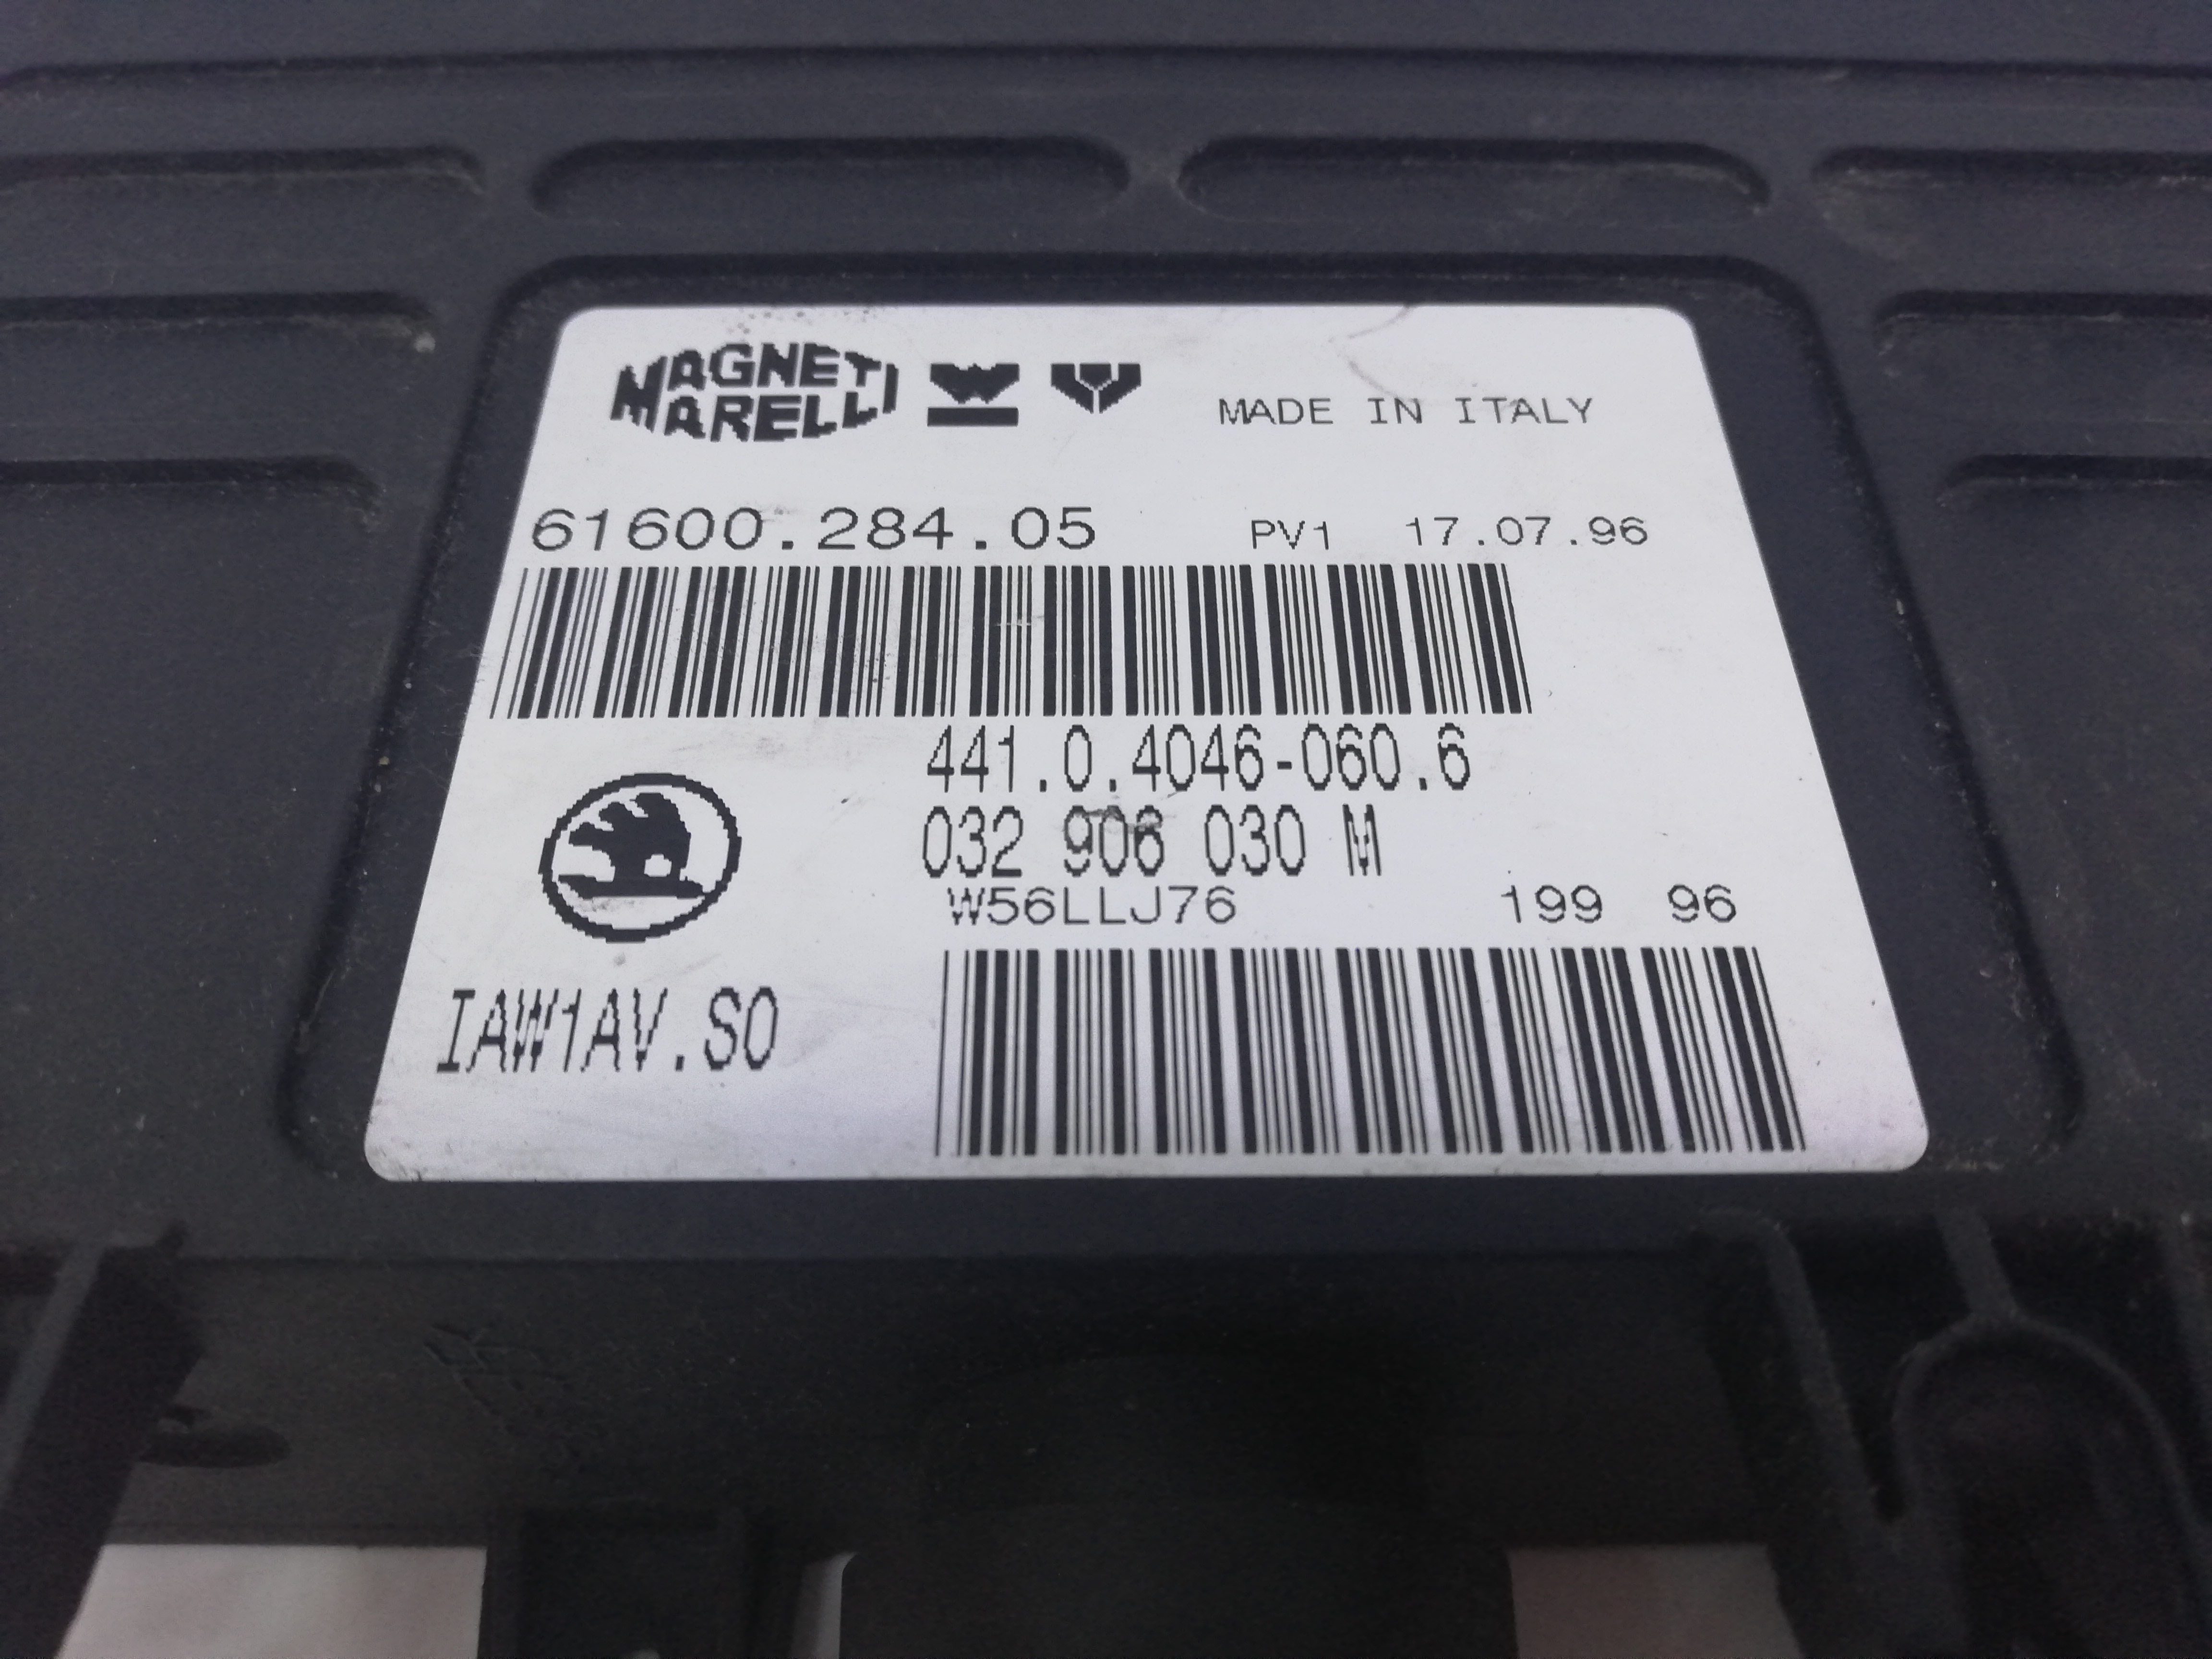 MAGNETI MARELLI MADE IN ITALY
61600.284.05 PV1 17.07.96
441.0.4046-060.6
032 906 030 M
W56LLJ76 199 96
IAW1AV.S0